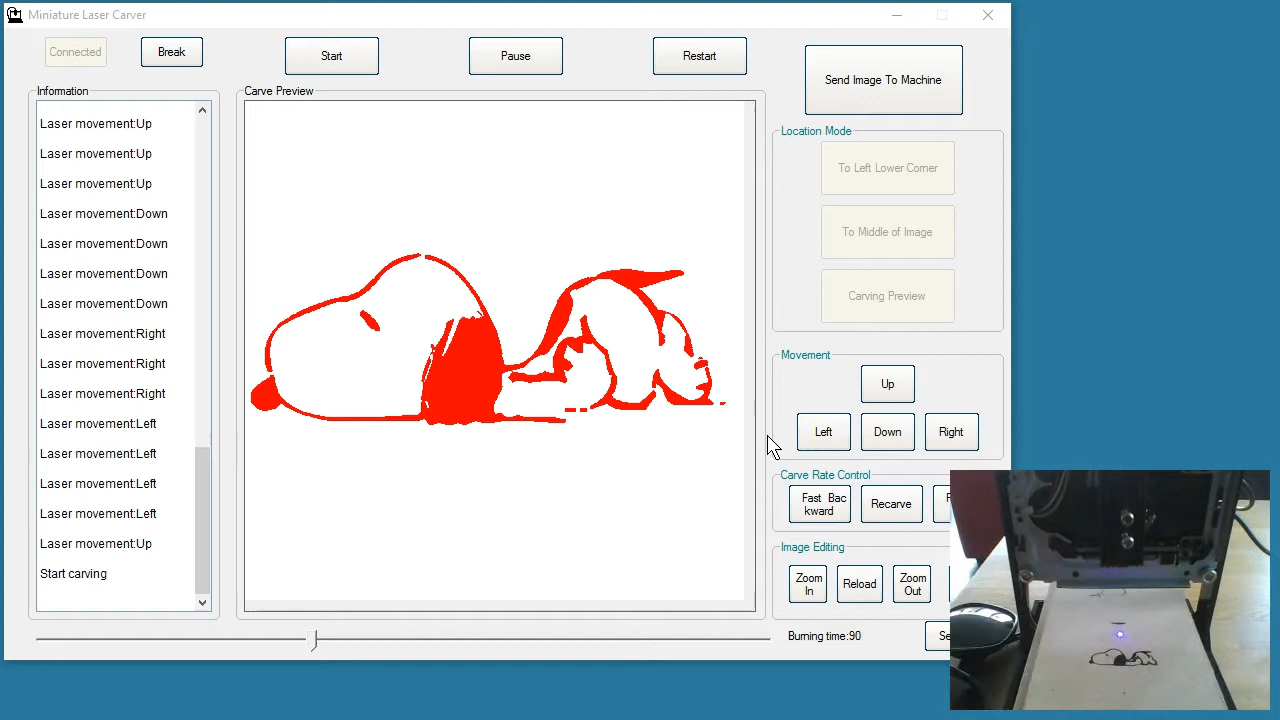 Miniature Laser Carver
Connected
Break
Start
Pause
Restart
Send Image To Machine
Infomation
Laser movement:Up
Laser movement:Up
Laser movement:Up
Laser movement:Down
Laser movement:Down
Laser movement:Down
Laser movement:Down
Laser movement:Right
Laser movement:Right
Laser movement:Right
Laser movement:Left
Laser movement:Left
Laser movement:Left
Laser movement:Left
Laser movement:Up
Start carving
Carve Preview
Location Mode
To Left Lower Corner
To Middle of Image
Carving Preview
Movement
Up
Left
Down
Right
Carve Rate Control
Fast Bac
kward
Recarve
Image Editing
Zoom
In
Reload
Zoom
Out
Burning time:90